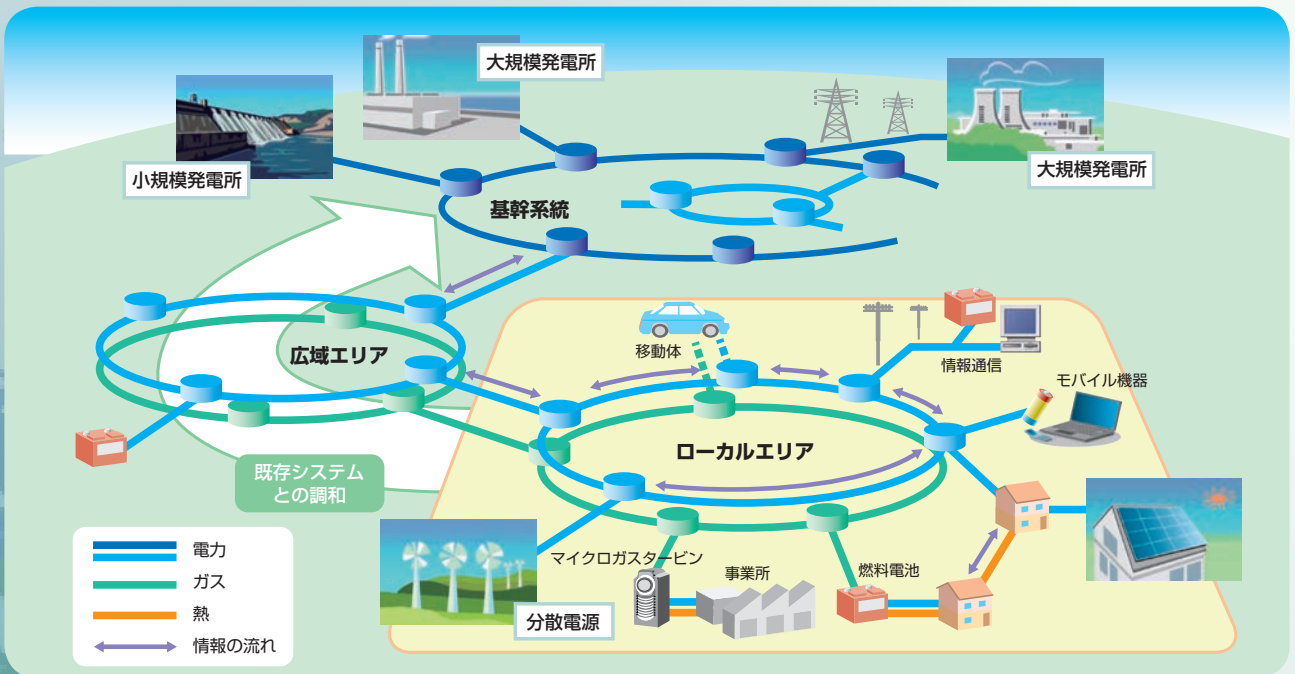 大規模発電所
小規模発電所
大規模発電所
基幹系統
広域エリア
移動体
情報通信
モバイル機器
ローカルエリア
既存システム
との調和
マイクロガスタービン
事業所
燃料電池
分散電源
電力
ガス
熱
情報の流れ